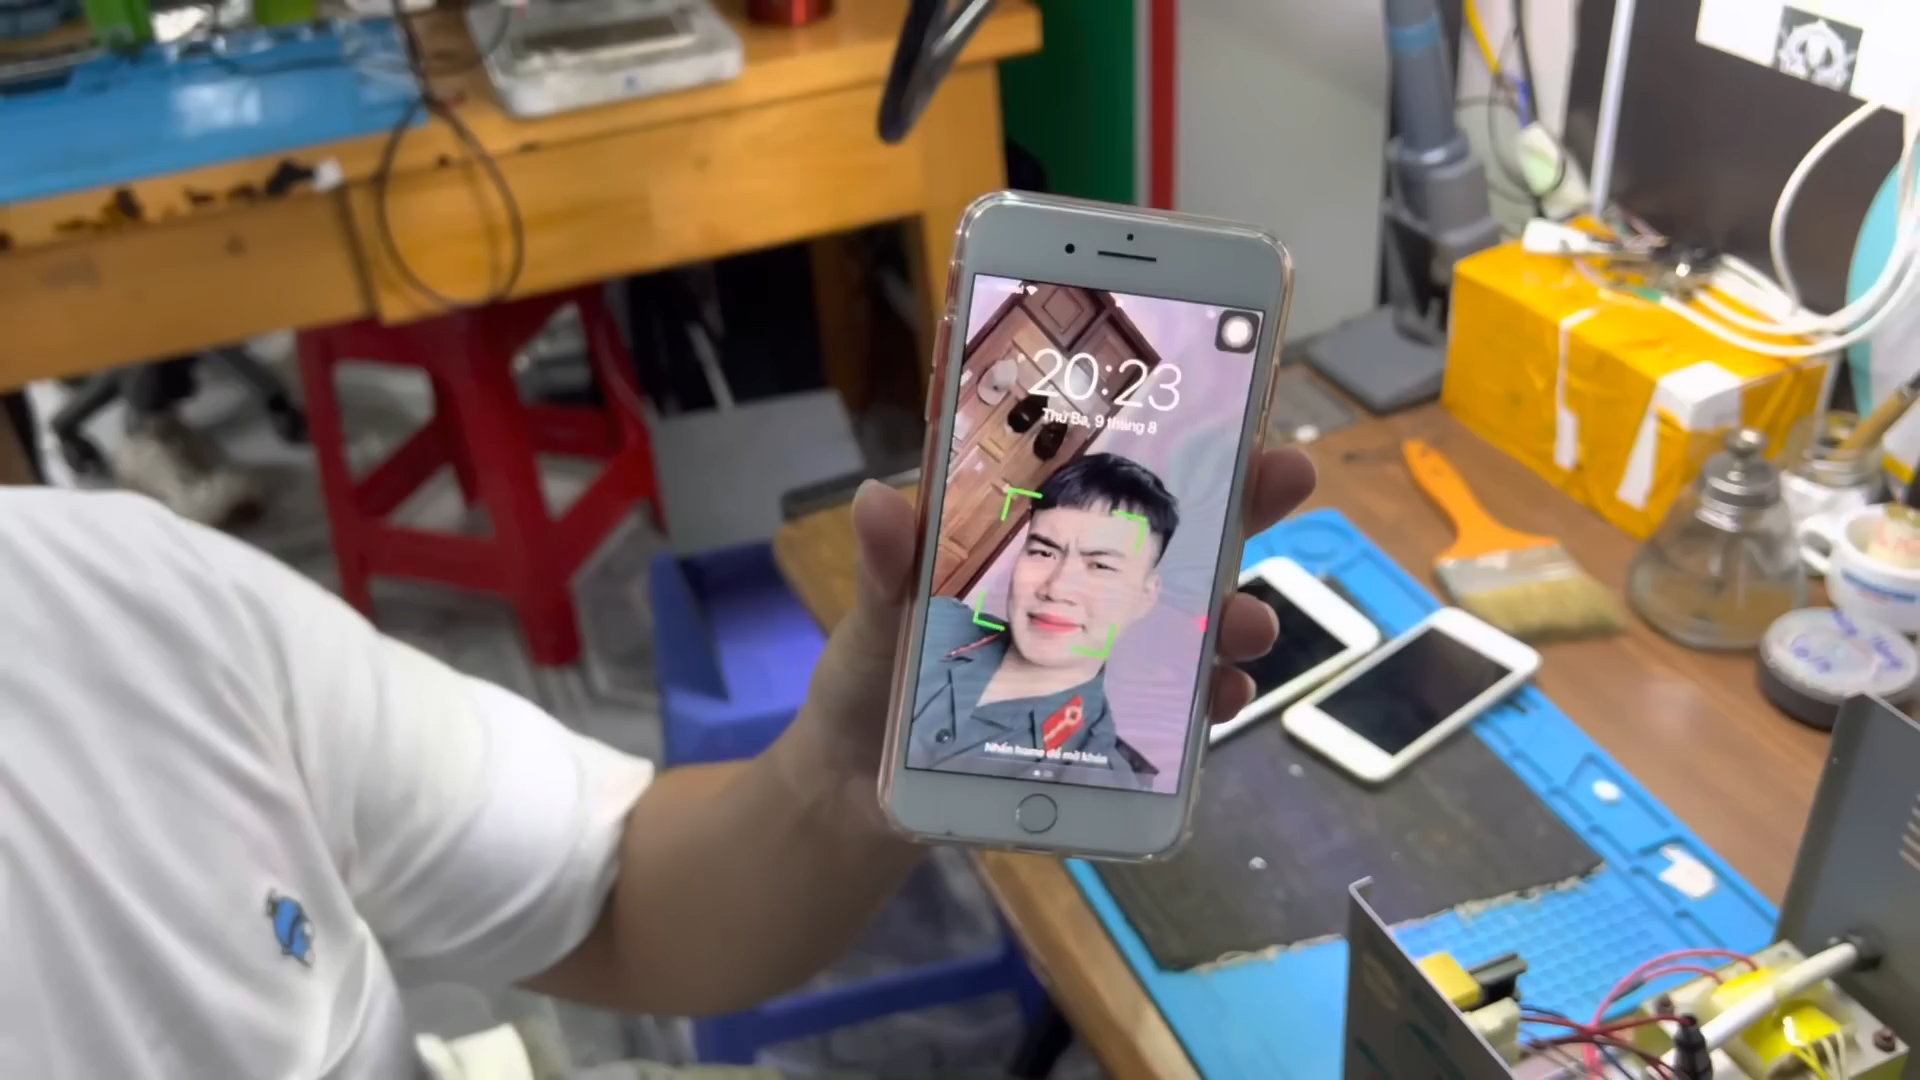 20:23
Thứ Ba, 9 tháng 8
Nhấn home để mở khóa